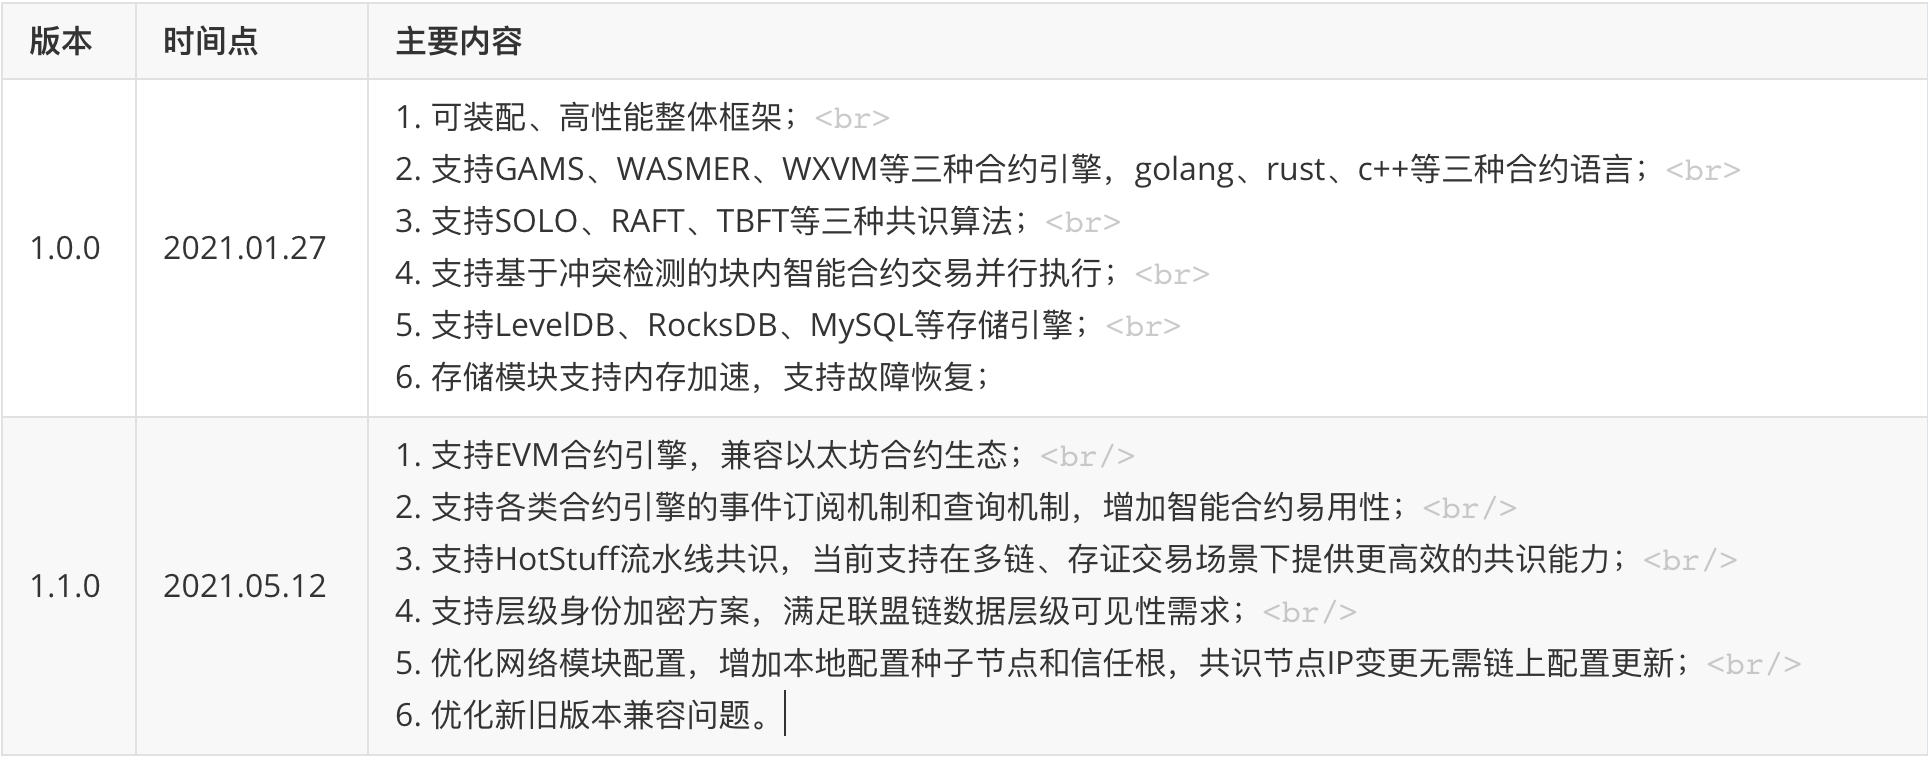 版本 时间点 主要内容
1. 可装配、高性能整体框架；<br>
2. 支持GAMS、WASMER、WXVM等三种合约引擎，golang、rust、c++等三种合约语言；<br>
3. 支持SOLO、RAFT、TBFT等三种共识算法；<br>
1.0.0 2021.01.27
4. 支持基于冲突检测的块内智能合约交易并行执行；<br>
5. 支持LevelDB、RocksDB、MySQL等存储引擎；<br>
6. 存储模块支持内存加速，支持故障恢复；
1. 支持EVM合约引擎，兼容以太坊合约生态；<br/>
2. 支持各类合约引擎的事件订阅机制和查询机制，增加智能合约易用性；<br/>
3. 支持HotStuff流水线共识，当前支持在多链、存证交易场景下提供更高效的共识能力；<br/>
1.1.0 2021.05.12
4. 支持层级身份加密方案，满足联盟链数据层级可见性需求；<br/>
5. 优化网络模块配置，增加本地配置种子节点和信任根，共识节点IP变更无需链上配置更新；<br/>
6. 优化新旧版本兼容问题。